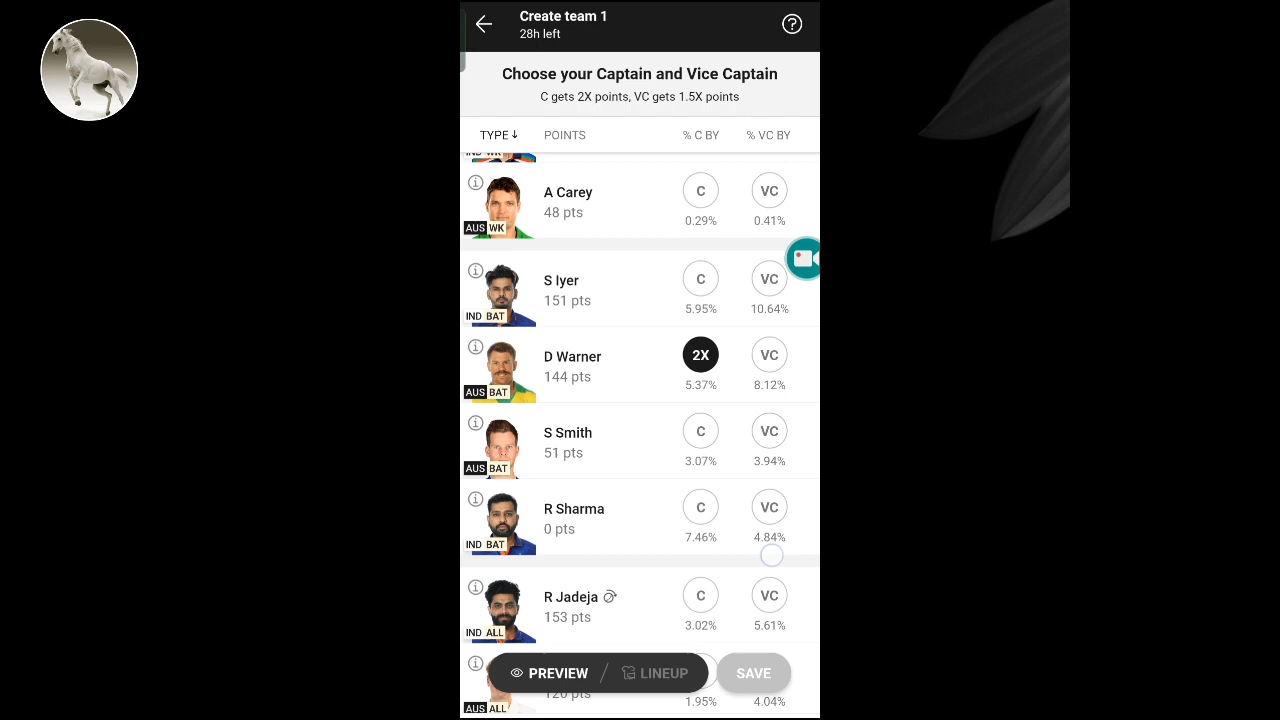 Create team 1
28h left
Choose your Captain and Vice Captain
C gets 2X points, VC gets 1.5X points
TYPE↓ POINTS % C BY % VC BY
IND WK
A Carey
48 pts
C VC
0.29% 0.41%
AUS WK
S Iyer
151 pts
C VC
5.95% 10.64%
IND BAT
D Warner
144 pts
2X VC
5.37% 8.12%
AUS BAT
S Smith
51 pts
C VC
3.07% 3.94%
AUS BAT
R Sharma
0 pts
C VC
7.46% 4.84%
IND BAT
R Jadeja
153 pts
C VC
3.02% 5.61%
IND ALL
PREVIEW / LINEUP SAVE
120 pts
1.95% 4.04%
AUS ALL